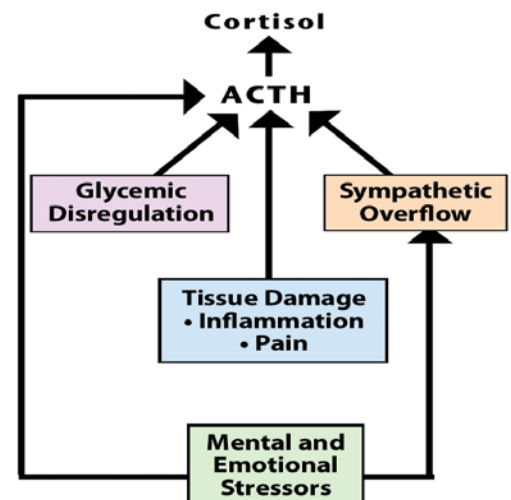 Cortisol
ACTH
Glycemic
Disregulation
Sympathetic
Overflow
Tissue Damage
• Inflammation
• Pain
Mental and
Emotional
Stressors